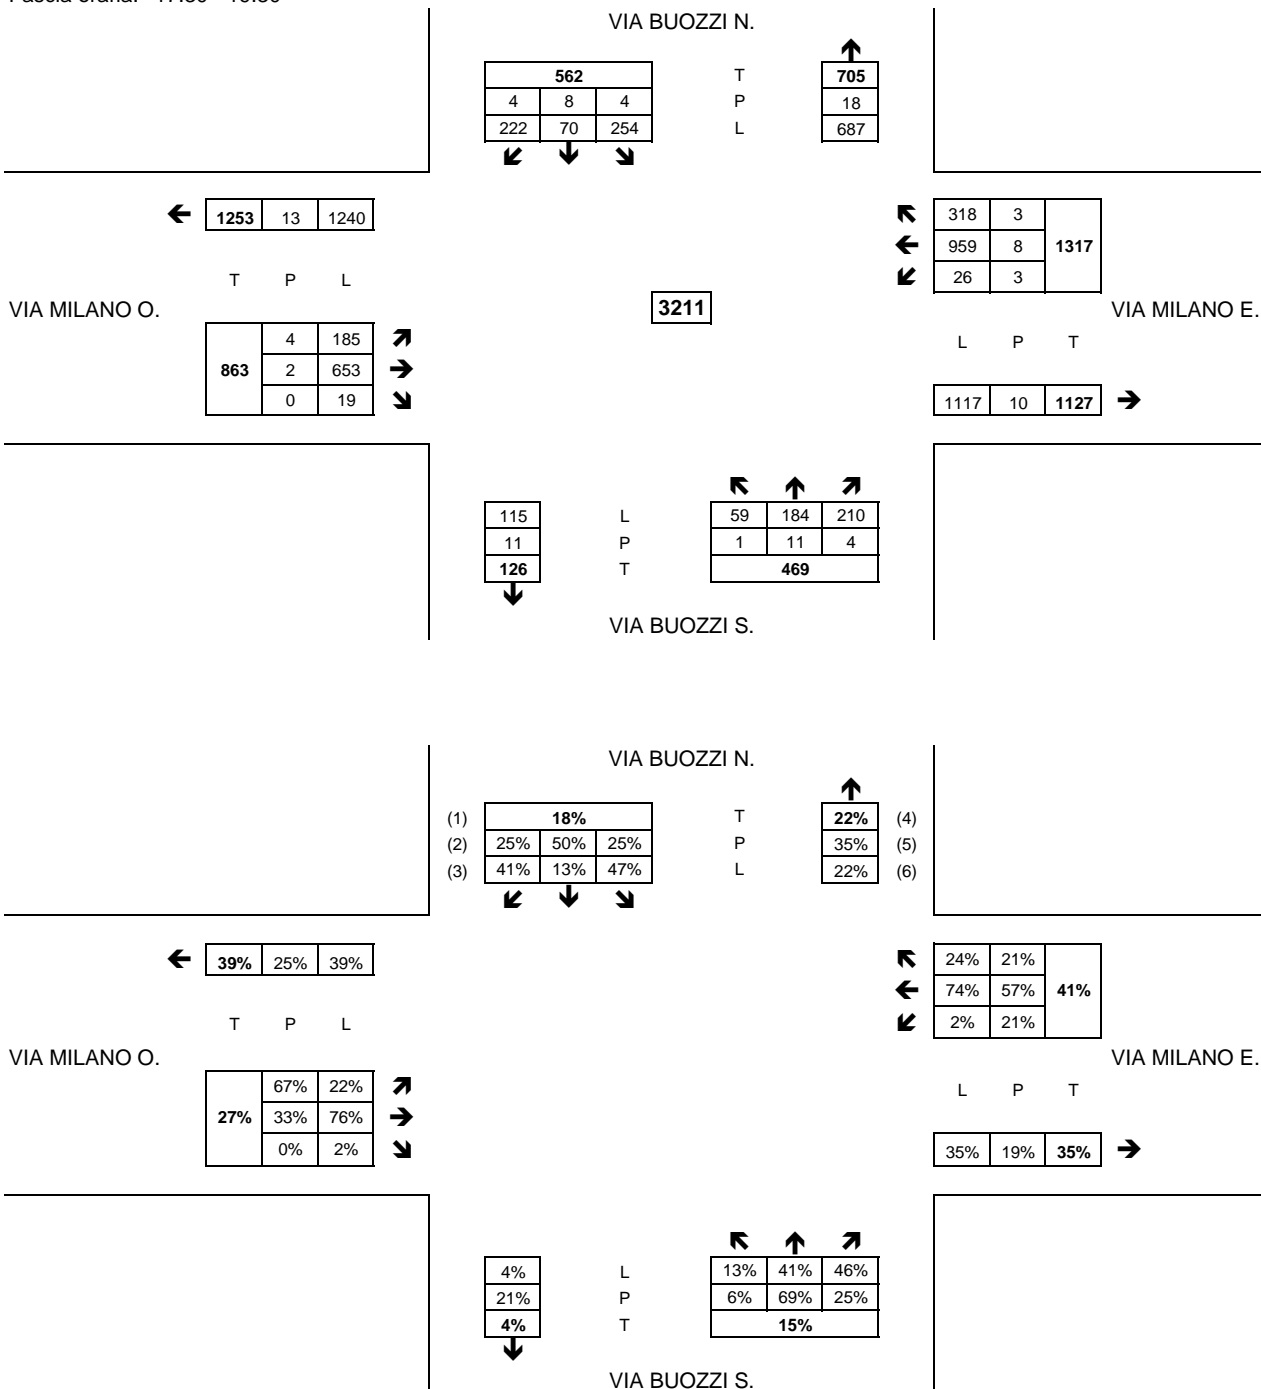 VIA BUOZZI N.
562 T 705
4 8 4 P 18
222 70 254 L 687
1253 13 1240
318 3
959 8 1317
26 3
T P L
VIA MILANO O.
3211
VIA MILANO E.
4 185
863 2 653
0 19
L P T
1117 10 1127
115 L 59 184 210
11 P 1 11 4
126 T 469
VIA BUOZZI S.
VIA BUOZZI N.
(1) 18% T 22% (4)
(2) 25% 50% 25% P 35% (5)
(3) 41% 13% 47% L 22% (6)
39% 25% 39%
24% 21%
74% 57% 41%
2% 21%
T P L
VIA MILANO O.
VIA MILANO E.
67% 22%
27% 33% 76%
0% 2%
L P T
35% 19% 35%
4% L 13% 41% 46%
21% P 6% 69% 25%
4% T 15%
VIA BUOZZI S.